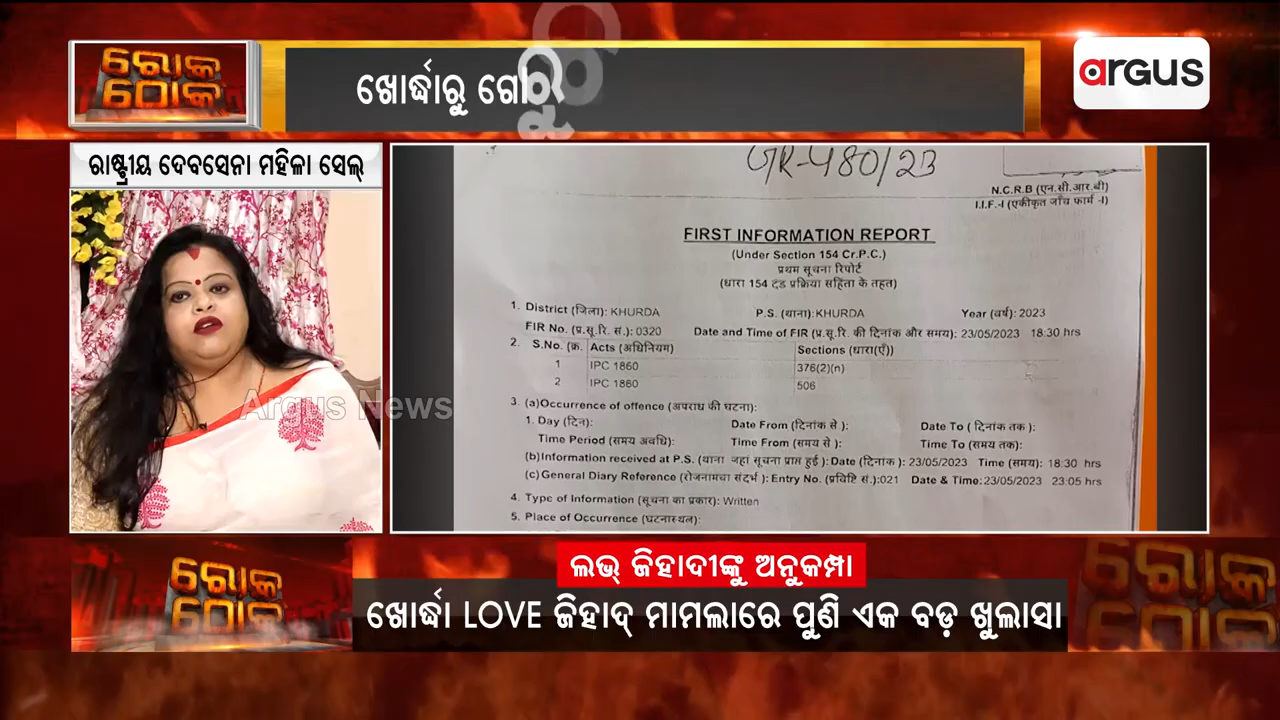 ରୋକ
ଠୋକ
ଖୋର୍ଦ୍ଧାରୁ ଗୋରୁ
argus
ରାଷ୍ଟ୍ରୀୟ ଦେବସେନା ମହିଳା ସେଲ୍
Argus News
GR-480/23
N.C.R.B (एन.सी.आर.बी)
I.I.F.-I (एकीकृत जाँच फार्म -I)
FIRST INFORMATION REPORT
(Under Section 154 Cr.P.C.)
प्रथम सूचना रिपोर्ट
(धारा 154 दंड प्रक्रिया संहिता के तहत)
1. District (जिला): KHURDA P.S. (थाना): KHURDA Year (वर्ष): 2023
FIR No. (प्र.सू.रि. सं.): 0320 Date and Time of FIR (प्र.सू.रि. की दिनांक और समय): 23/05/2023 18:30 hrs
2. S.No. (क्र. Acts (अधिनियम) Sections (धारा(एँ))
1 IPC 1860 376(2)(n)
2 IPC 1860 506
3. (a)Occurrence of offence (अपराध की घटना):
1. Day (दिन): Date From (दिनांक से ): Date To ( दिनांक तक ):
Time Period (समय अवधि): Time From (समय से ): Time To (समय तक):
(b)Information received at P.S. (थाना जहां सूचना प्राप्त हुई ): Date (दिनांक ): 23/05/2023 Time (समय): 18:30 hrs
(c) General Diary Reference (रोजनामचा संदर्भ ): Entry No. (प्रविष्टि सं.):021 Date & Time:23/05/2023 23:05 hrs
4. Type of Information (सूचना का प्रकार): Written
5. Place of Occurrence (घटनास्थल):
ରୋକ
ଠୋକ
ଲଭ୍ ଜିହାଦୀଙ୍କୁ ଅନୁକମ୍ପା
ଖୋର୍ଦ୍ଧା LOVE ଜିହାଦ୍ ମାମଲାରେ ପୁଣି ଏକ ବଡ଼ ଖୁଲାସା
ରୋକ
ଠୋକ